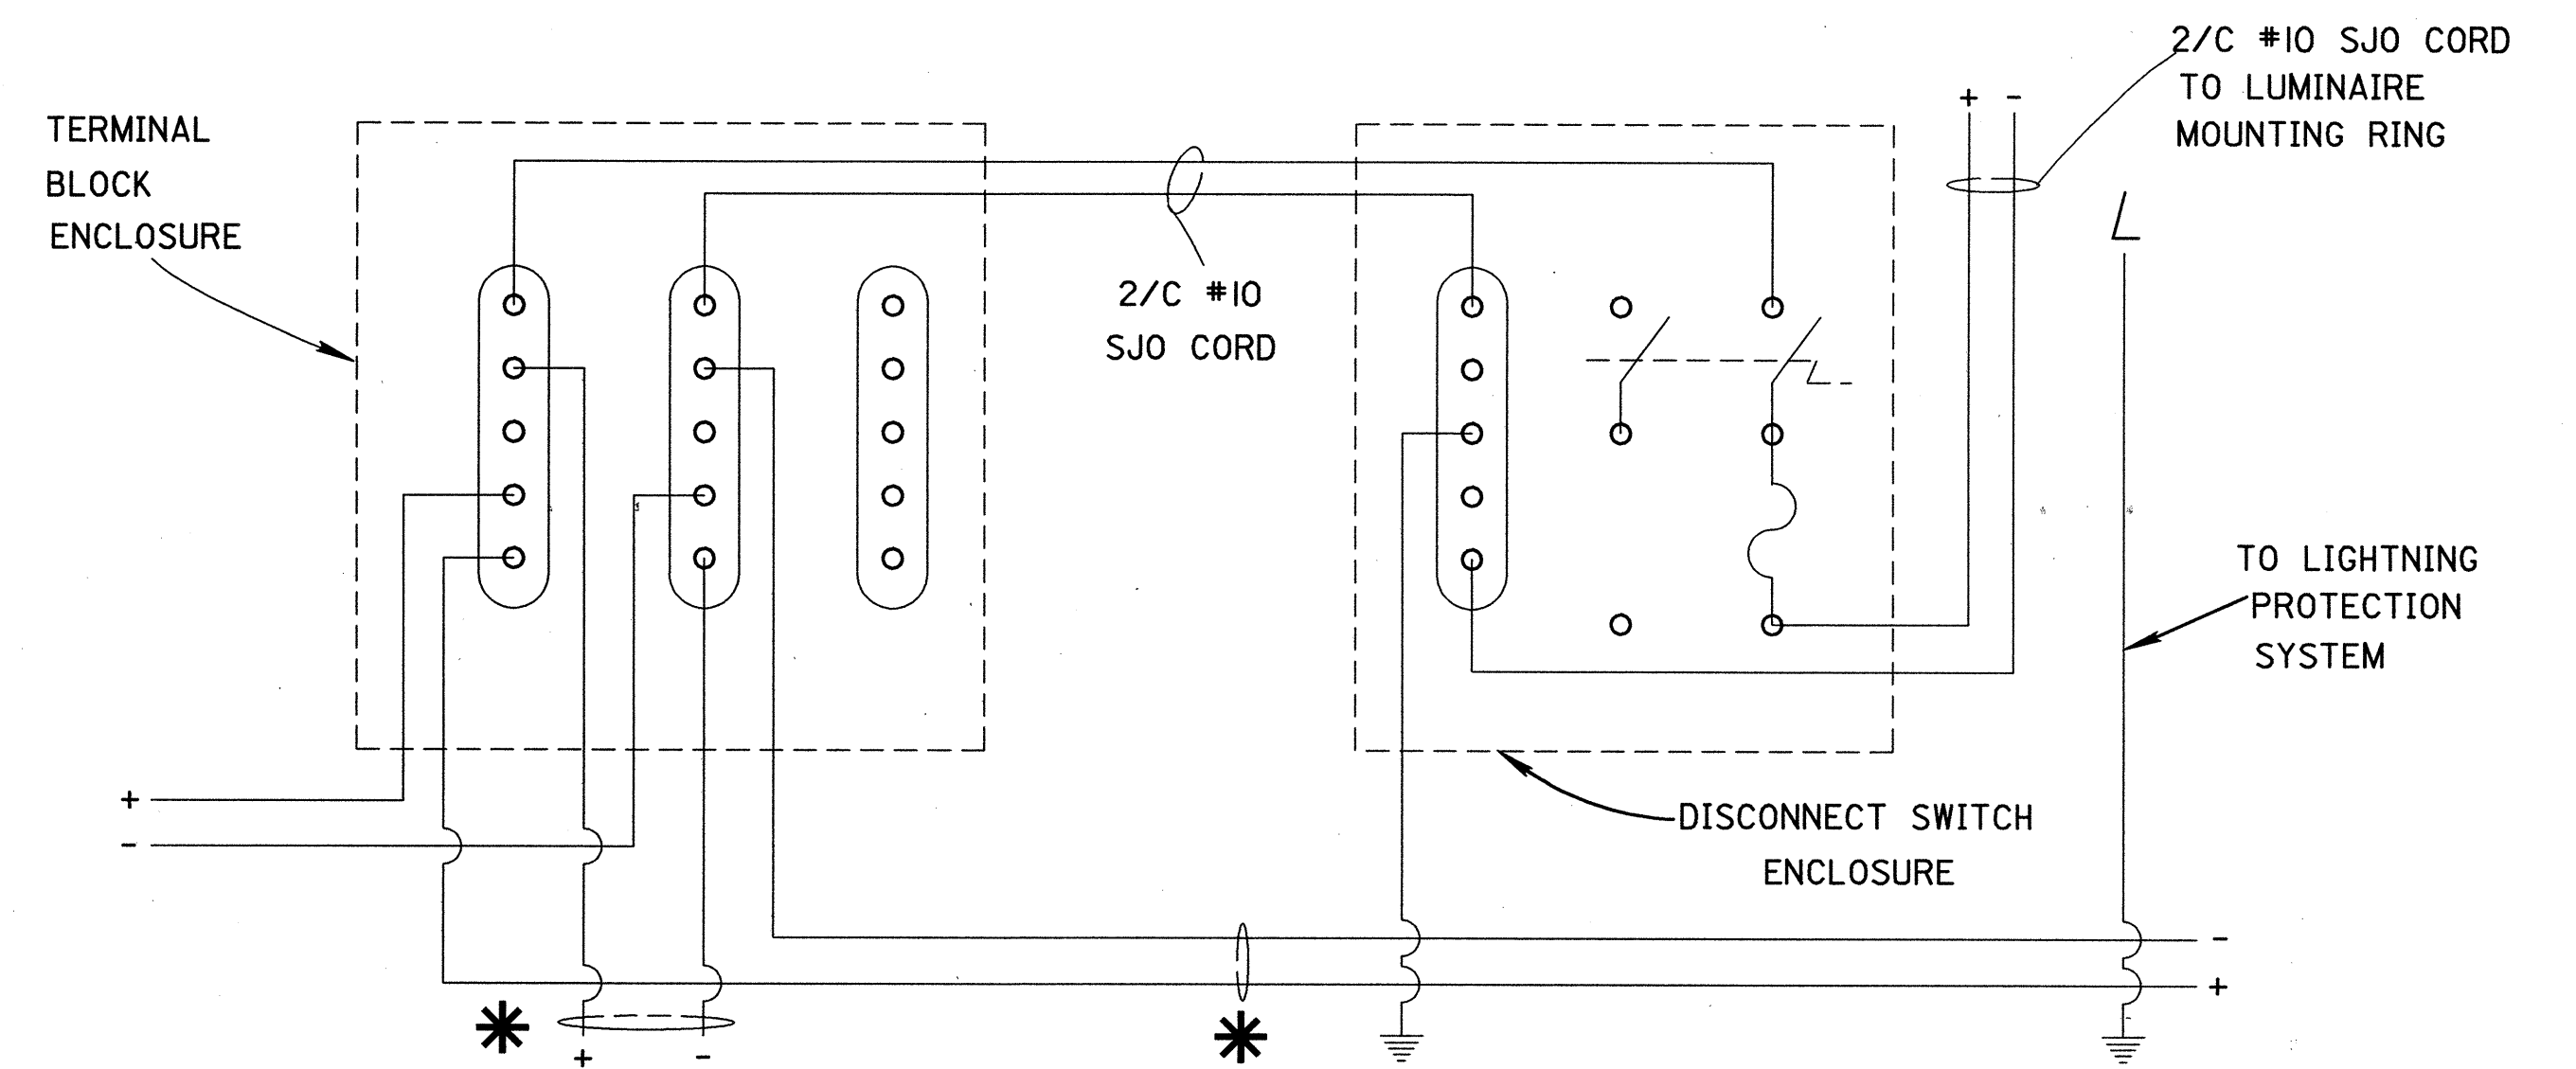 2/C #10 SJO CORD
TO LUMINAIRE
MOUNTING RING
+ -
TERMINAL
BLOCK
ENCLOSURE
2/C #10
SJO CORD
TO LIGHTNING
PROTECTION
SYSTEM
+
-
DISCONNECT SWITCH
ENCLOSURE
-
+
* *
+ -